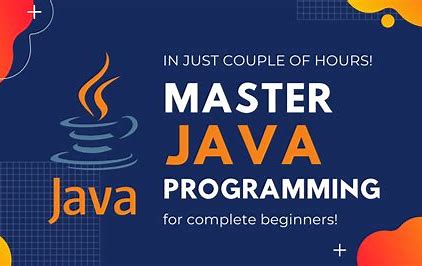 IN JUST COUPLE OF HOURS!
MASTER
JAVA
PROGRAMMING
for complete beginners!
Java